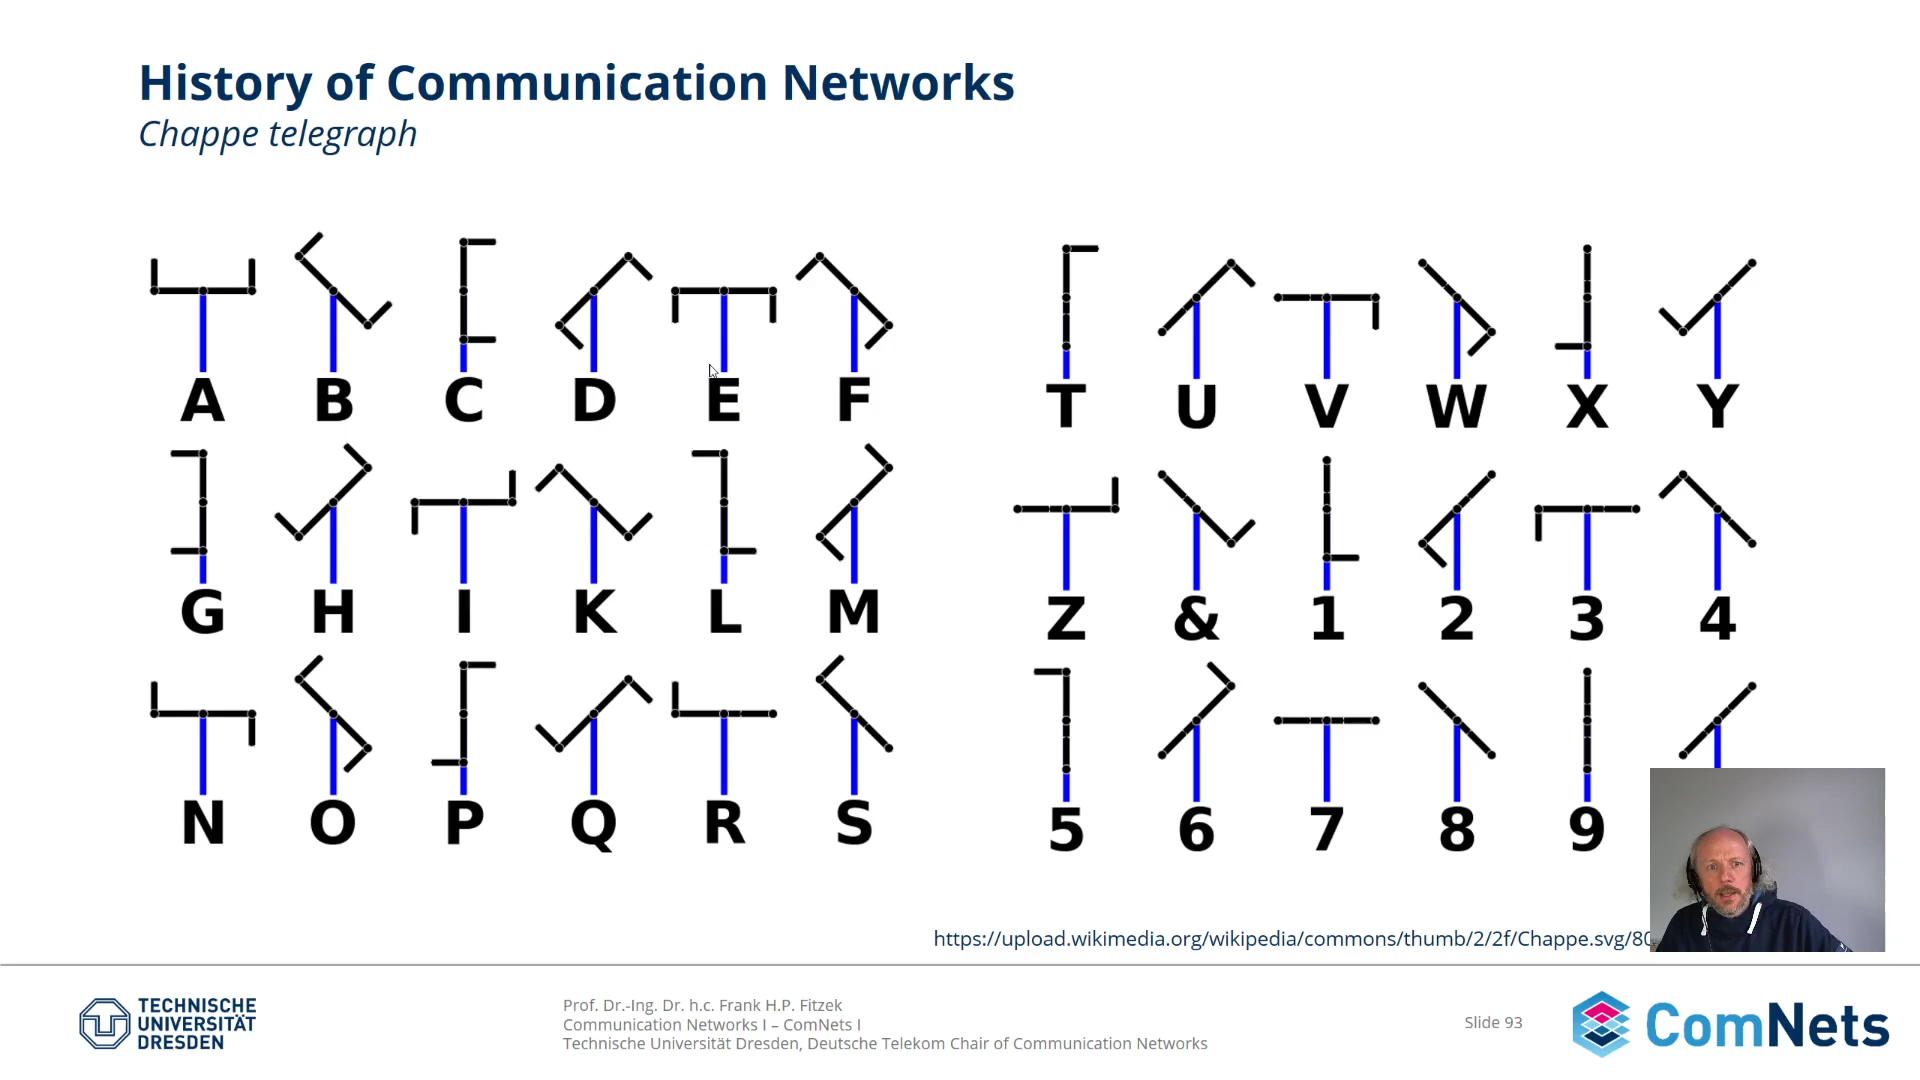 History of Communication Networks
Chappe telegraph
A B C D E F
T U V W X Y
G H I K L M
Z & 1 2 3 4
N O P Q R S
5 6 7 8 9
https://upload.wikimedia.org/wikipedia/commons/thumb/2/2f/Chappe.svg/80
TECHNISCHE
UNIVERSITÄT
DRESDEN
Prof. Dr.-Ing. Dr. h.c. Frank H.P. Fitzek
Communication Networks I – ComNets I
Technische Universität Dresden, Deutsche Telekom Chair of Communication Networks
Slide 93
ComNets